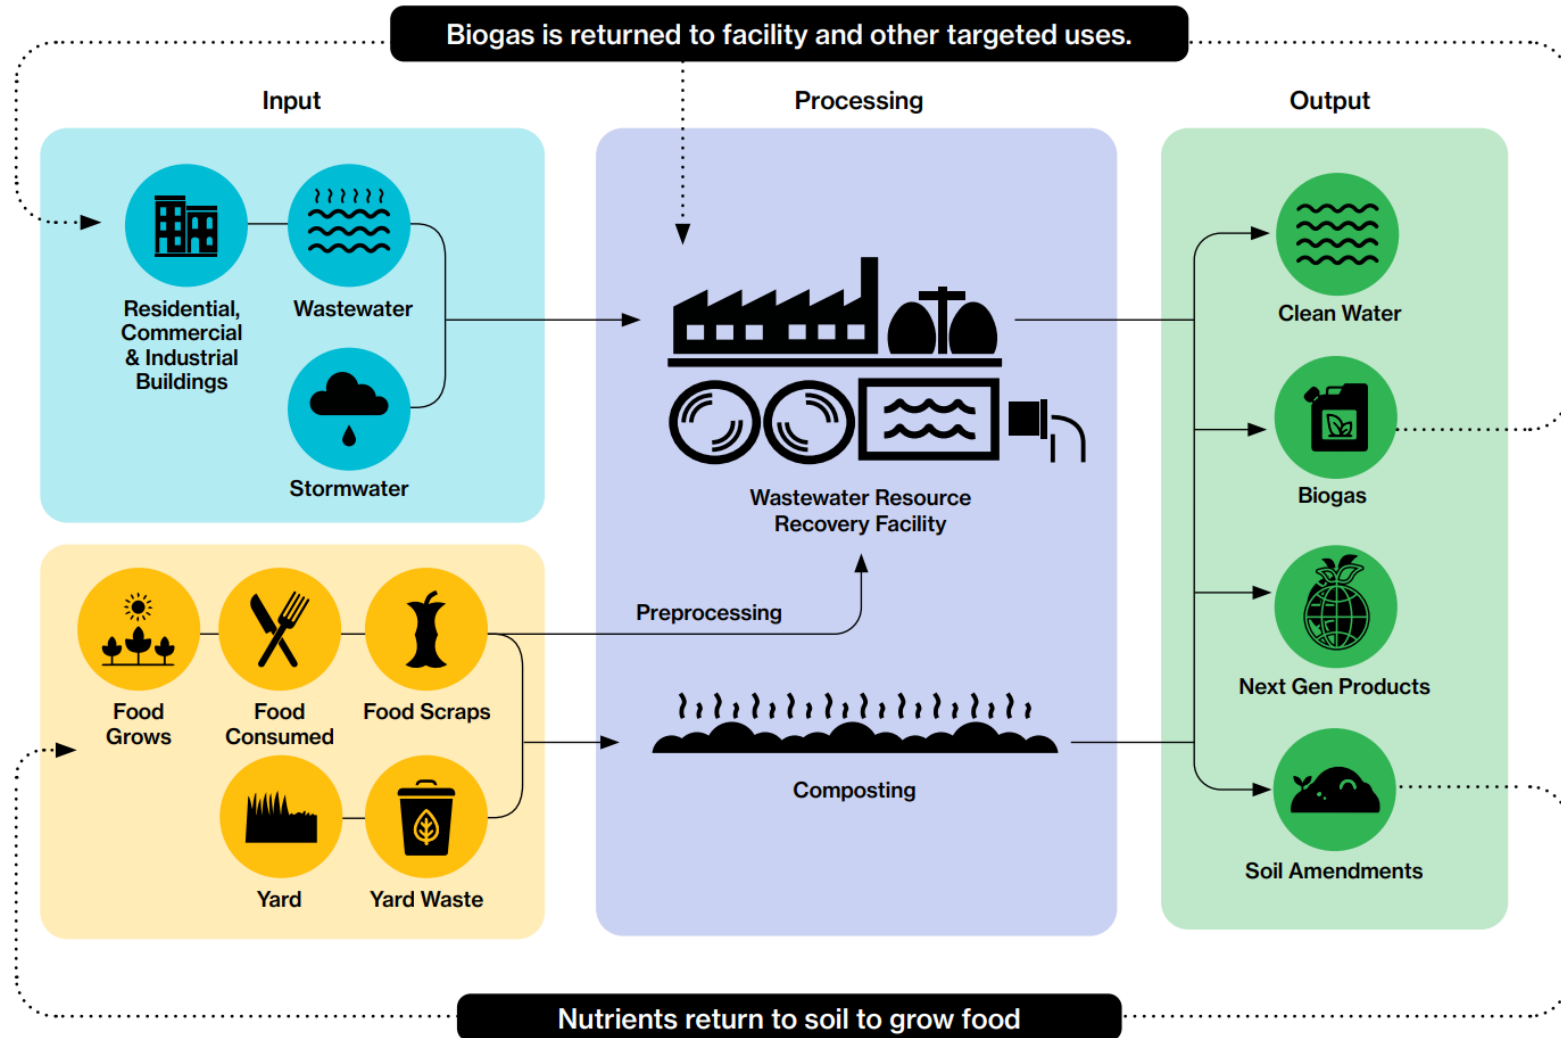 Biogas is returned to facility and other targeted uses.
Input
Processing
Output
Residential,
Commercial
& Industrial
Buildings
Wastewater
Stormwater
Wastewater Resource
Recovery Facility
Clean Water
Biogas
Next Gen Products
Soil Amendments
Food
Grows
Food
Consumed
Food Scraps
Yard
Yard Waste
Preprocessing
Composting
Nutrients return to soil to grow food